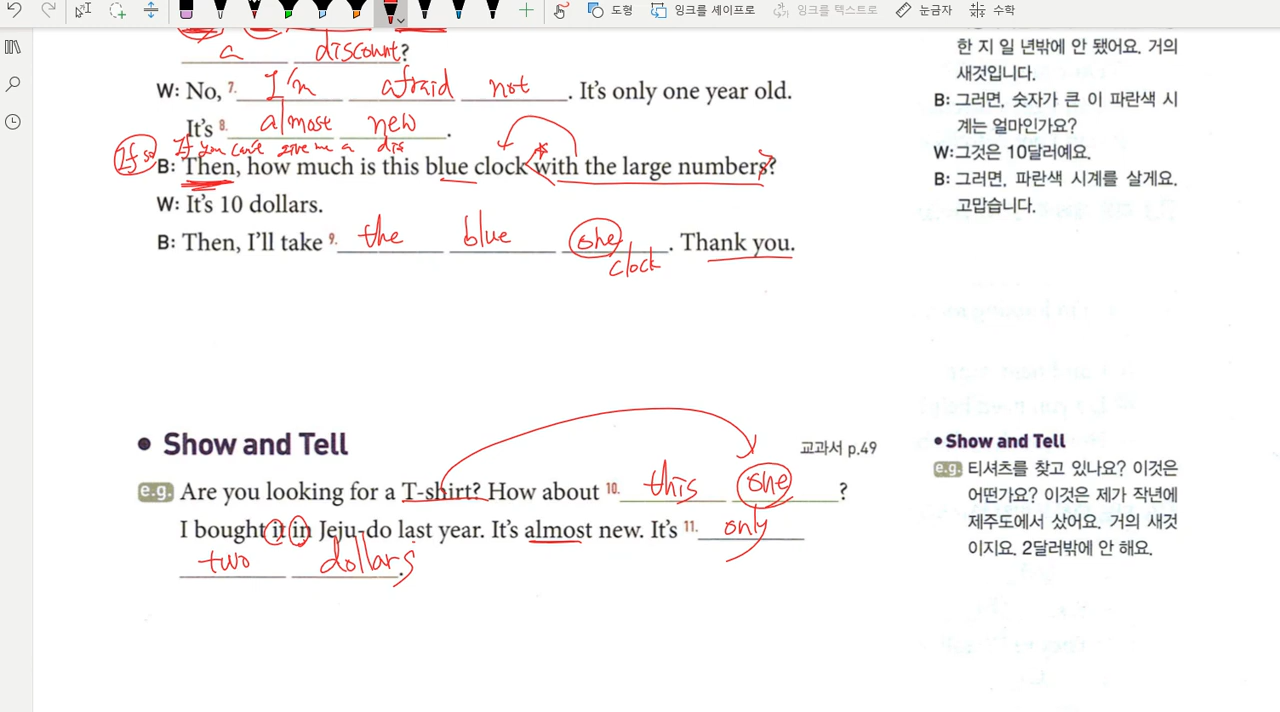 도형 잉크를 셰이프로 잉크를 텍스트로 눈금자 수학
a discount?
W: No, 7. I'm afraid not. It's only one year old.
It's 8. almost new.
If so If you can't give me a dis
B: Then, how much is this blue clock with the large numbers?
W: It's 10 dollars.
B: Then, I'll take 9. the blue one. Thank you.
clock
• Show and Tell 교과서 p.49
e.g. Are you looking for a T-shirt? How about 10. this one?
I bought it in Jeju-do last year. It's almost new. It's 11. only
two dollars.
한 지 일 년밖에 안 됐어요. 거의
새것입니다.
B: 그러면, 숫자가 큰 이 파란색 시
계는 얼마인가요?
W: 그것은 10달러예요.
B: 그러면, 파란색 시계를 살게요.
고맙습니다.
• Show and Tell
e.g. 티셔츠를 찾고 있나요? 이것은
어떤가요? 이것은 제가 작년에
제주도에서 샀어요. 거의 새것
이지요. 2달러밖에 안 해요.